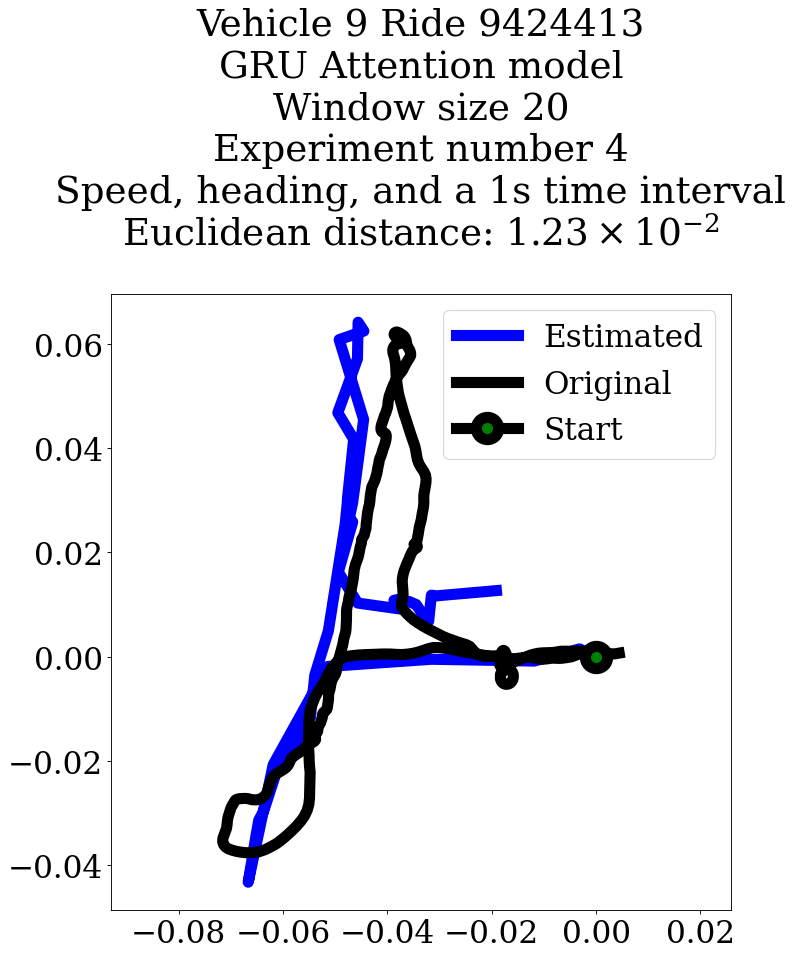 Vehicle 9 Ride 9424413
GRU Attention model
Window size 20
Experiment number 4
Speed, heading, and a 1s time interval
Euclidean distance: 1.23 × 10⁻²
Estimated
Original
Start
0.06
0.04
0.02
0.00
−0.02
−0.04
−0.08 −0.06 −0.04 −0.02 0.00 0.02